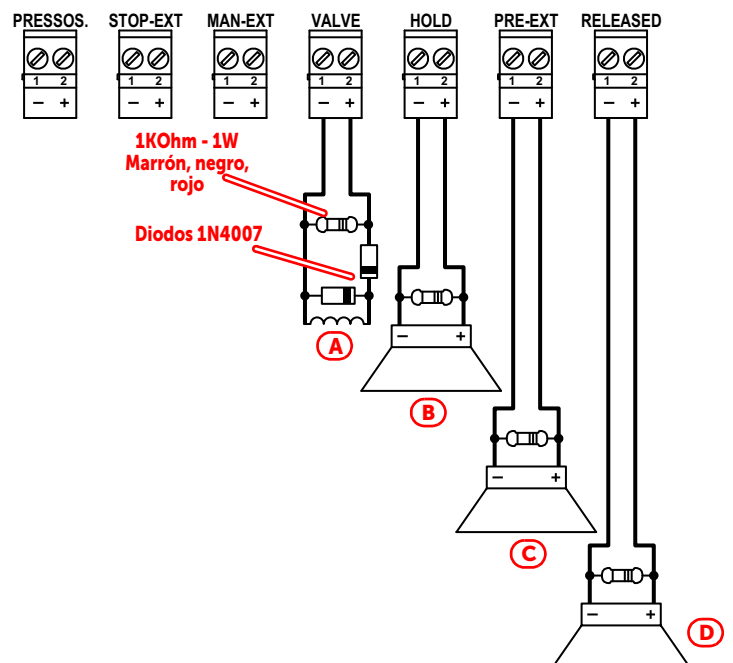 PRESSOS. STOP-EXT MAN-EXT VALVE HOLD PRE-EXT RELEASED
1 2 1 2 1 2 1 2 1 2 1 2 1 2
– + – + – + – + – + – + – +
1KOhm - 1W
Marrón, negro,
rojo
Diodos 1N4007
A
– +
B
– +
C
– +
D